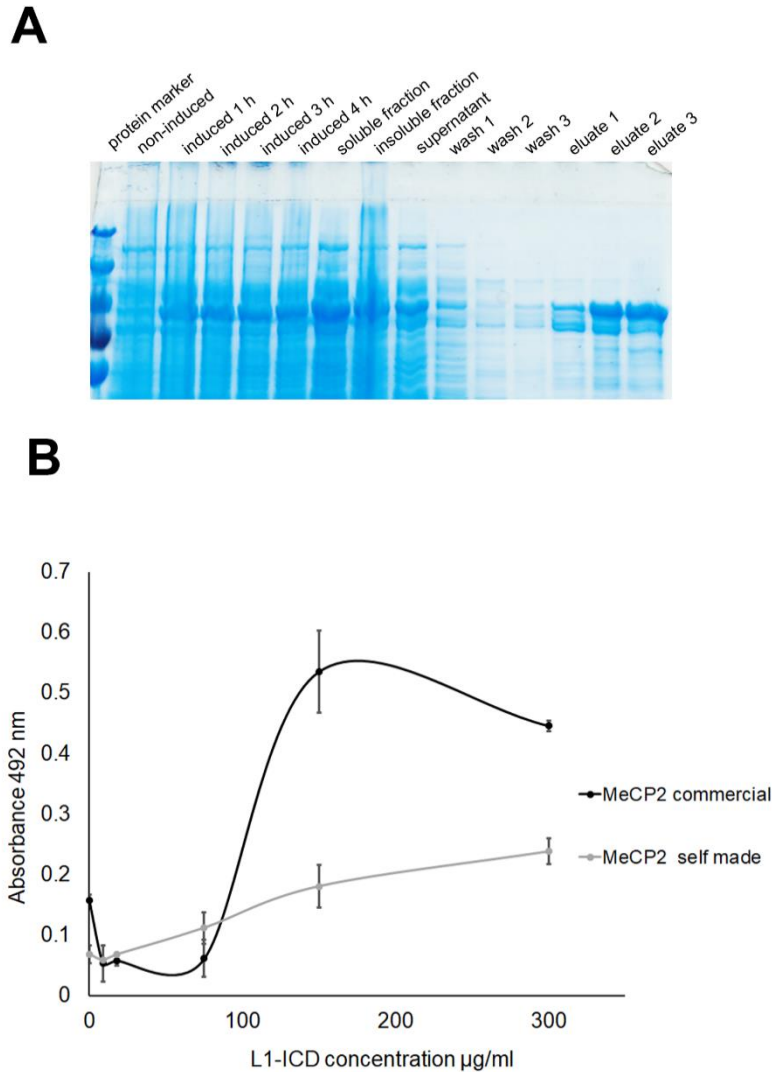 A
protein marker
non-induced
induced 1 h
induced 2 h
induced 3 h
induced 4 h
soluble fraction
insoluble fraction
supernatant
wash 1
wash 2
wash 3
eluate 1
eluate 2
eluate 3
B
0.7
0.6
0.5
0.4
0.3
0.2
0.1
0
Absorbance 492 nm
MeCP2 commercial
MeCP2 self made
0 100 200 300
L1-ICD concentration µg/ml